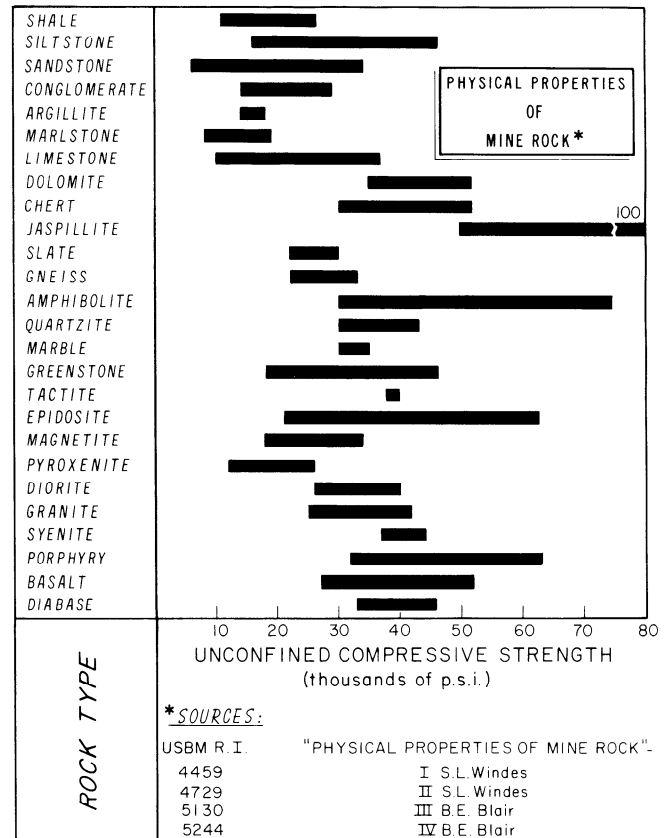 SHALE
SILTSTONE
SANDSTONE
CONGLOMERATE
ARGILLITE
MARLSTONE
LIMESTONE
DOLOMITE
CHERT
JASPILLITE
SLATE
GNEISS
AMPHIBOLITE
QUARTZITE
MARBLE
GREENSTONE
TACTITE
EPIDOSITE
MAGNETITE
PYROXENITE
DIORITE
GRANITE
SYENITE
PORPHYRY
BASALT
DIABASE
PHYSICAL PROPERTIES
OF
MINE ROCK*
100
10 20 30 40 50 60 70 80
UNCONFINED COMPRESSIVE STRENGTH
(thousands of p.s.i.)
ROCK TYPE
*SOURCES:
USBM R.I. "PHYSICAL PROPERTIES OF MINE ROCK"-
4459 I S.L. Windes
4729 II S.L. Windes
5130 III B.E. Blair
5244 IV B.E. Blair